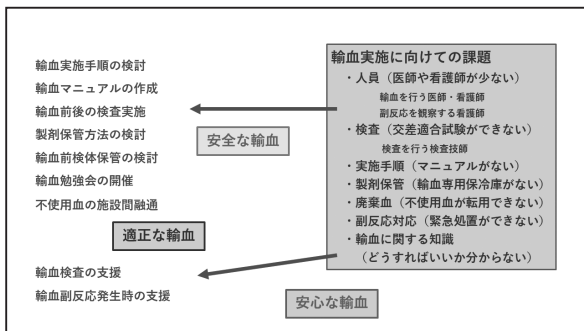 輸血実施手順の検討
輸血マニュアルの作成
輸血前後の検査実施
製剤保管方法の検討
輸血前検体保管の検討
輸血勉強会の開催
不使用血の施設間融通
安全な輸血
適正な輸血
輸血検査の支援
輸血副反応発生時の支援
安心な輸血
輸血実施に向けての課題
・人員（医師や看護師が少ない）
輸血を行う医師・看護師
副反応を観察する看護師
・検査（交差適合試験ができない）
検査を行う検査技師
・実施手順（マニュアルがない）
・製剤保管（輸血専用保冷庫がない）
・廃棄血（不使用血が転用できない）
・副反応対応（緊急処置ができない）
・輸血に関する知識
（どうすればいいか分からない）